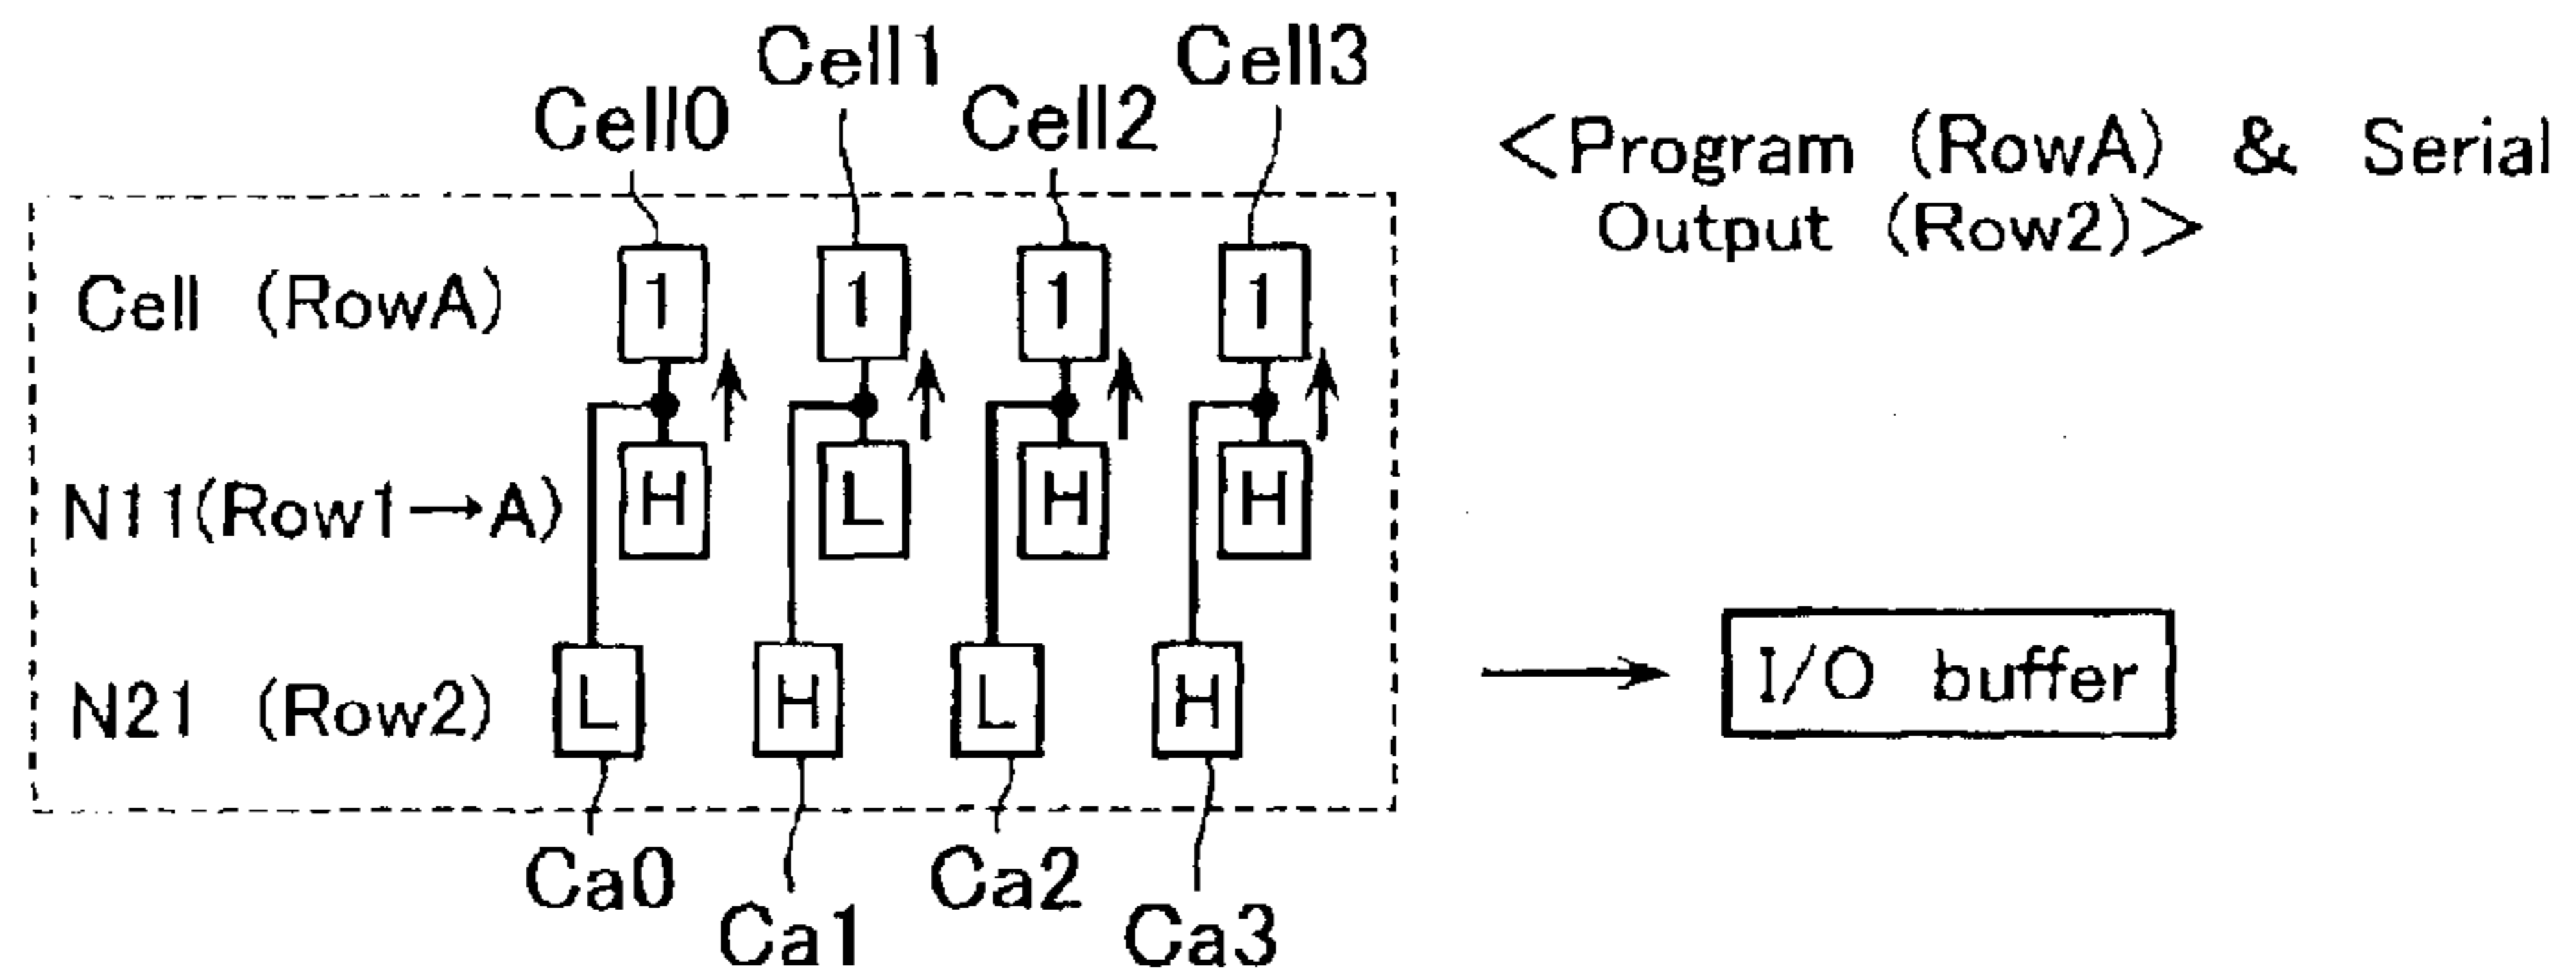 Cell0 Cell1 Cell2 Cell3
<Program (RowA) & Serial
Output (Row2)>
Cell (RowA) 1 1 1 1
N11(Row1→A) H L H H
N21 (Row2) L H L H
I/O buffer
Ca0 Ca1 Ca2 Ca3